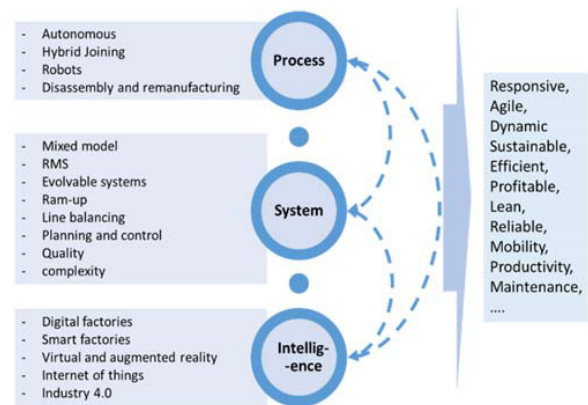 - Autonomous
- Hybrid Joining
- Robots
- Disassembly and remanufacturing
Process
- Mixed model
- RMS
- Evolvable systems
- Ram-up
- Line balancing
- Planning and control
- Quality
- complexity
System
- Digital factories
- Smart factories
- Virtual and augmented reality
- Internet of things
- Industry 4.0
Intellig-
-ence
Responsive,
Agile,
Dynamic
Sustainable,
Efficient,
Profitable,
Lean,
Reliable,
Mobility,
Productivity,
Maintenance,
....